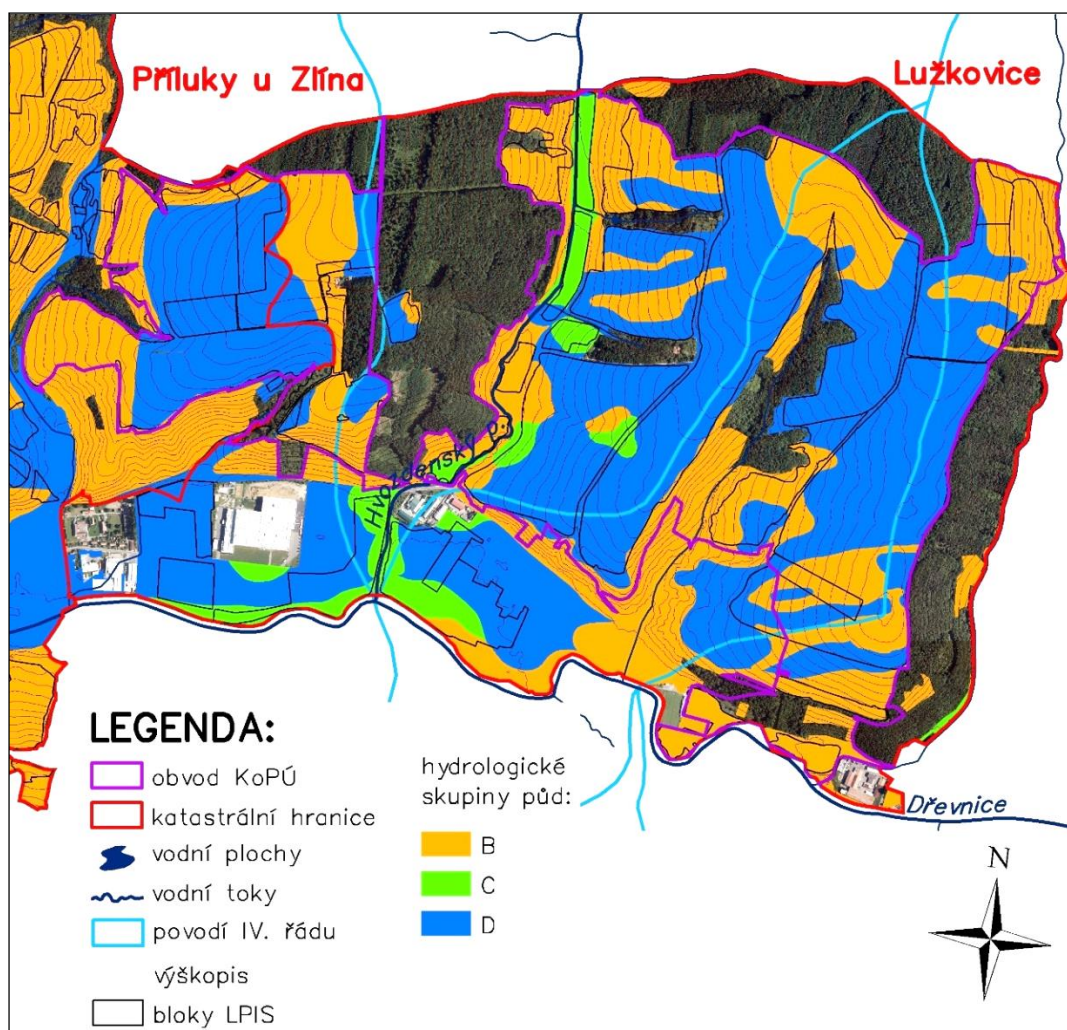 Příluky u Zlína
Lužkovice
Hvozdenský p.
LEGENDA:
obvod KoPÚ
katastrální hranice
vodní plochy
vodní toky
povodí IV. řádu
výškopis
bloky LPIS
hydrologické
skupiny půd:
B
C
D
Dřevnice
N